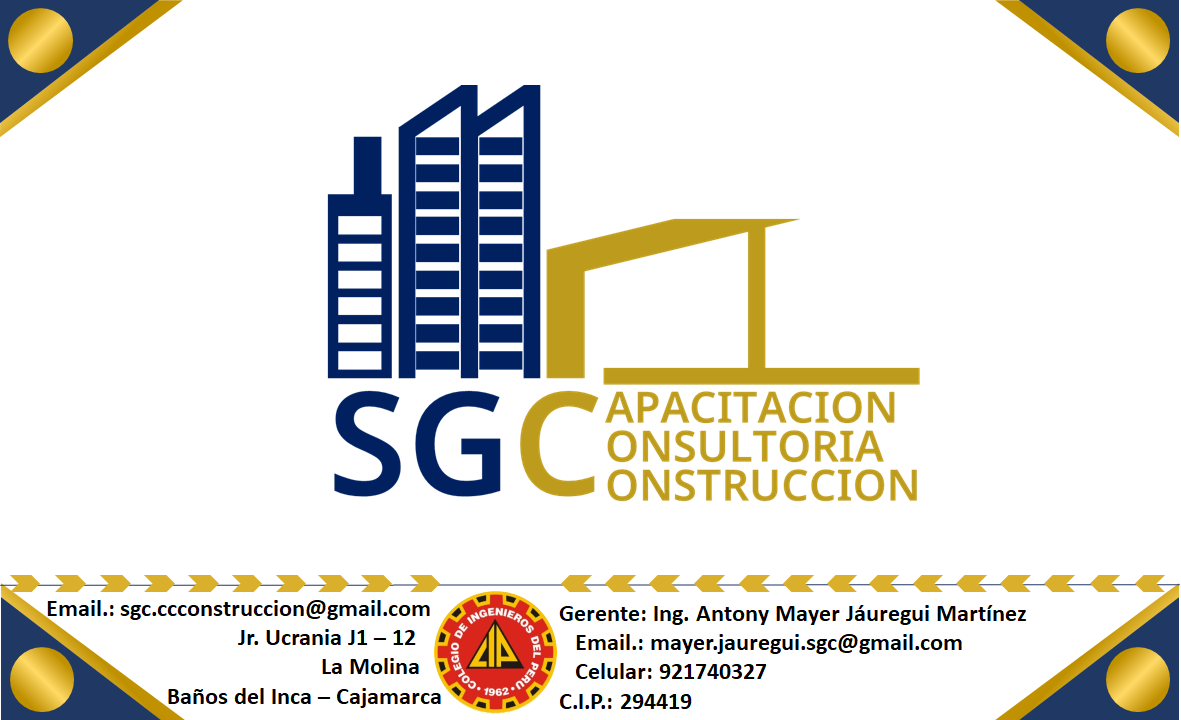 SGC
APACITACION
ONSULTORIA
ONSTRUCCION
Email.: sgc.ccconstruccion@gmail.com
Jr. Ucrania J1 – 12
La Molina
Baños del Inca – Cajamarca
COLEGIO DE INGENIEROS DEL PERU
CIP
• 1962 •
Gerente: Ing. Antony Mayer Jáuregui Martínez
Email.: mayer.jauregui.sgc@gmail.com
Celular: 921740327
C.I.P.: 294419